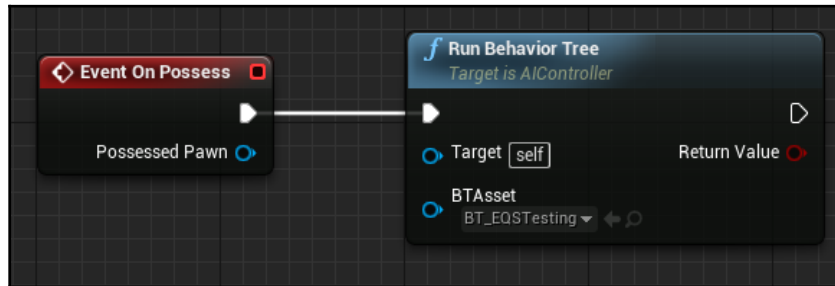 Event On Possess
Possessed Pawn
f Run Behavior Tree
Target is AIController
Target self
Return Value
BTAsset
BT_EQSTesting